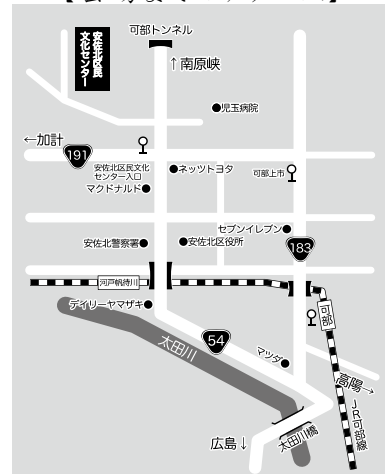 可部トンネル
安佐北区民
文化センター
↑南原峡
児玉病院
←加計
191
安佐北区民文化
センター入口
ネッツトヨタ
可部上市
マクドナルド
セブンイレブン
安佐北警察署
安佐北区役所
183
河戸帆待川
デイリーヤマザキ
可部
54
太田川
マツダ
高陽→
JR可部線
広島↓
太田川橋